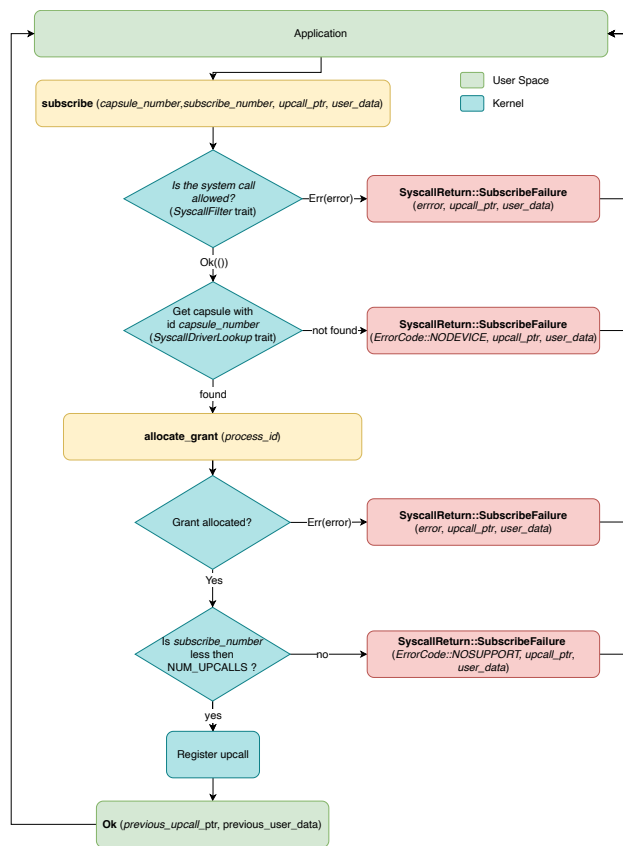 Application
User Space
Kernel
subscribe (capsule_number,subscribe_number, upcall_ptr, user_data)
Is the system call
allowed?
(SyscallFilter trait)
Err(error)
SyscallReturn::SubscribeFailure
(errror, upcall_ptr, user_data)
Ok(())
Get capsule with
id capsule_number
(SyscallDriverLookup trait)
not found
SyscallReturn::SubscribeFailure
(ErrorCode::NODEVICE, upcall_ptr, user_data)
found
allocate_grant (process_id)
Grant allocated?
Err(error)
SyscallReturn::SubscribeFailure
(error, upcall_ptr, user_data)
Yes
Is subscribe_number
less then
NUM_UPCALLS ?
no
SyscallReturn::SubscribeFailure
(ErrorCode::NOSUPPORT, upcall_ptr,
user_data)
yes
Register upcall
Ok (previous_upcall_ptr, previous_user_data)